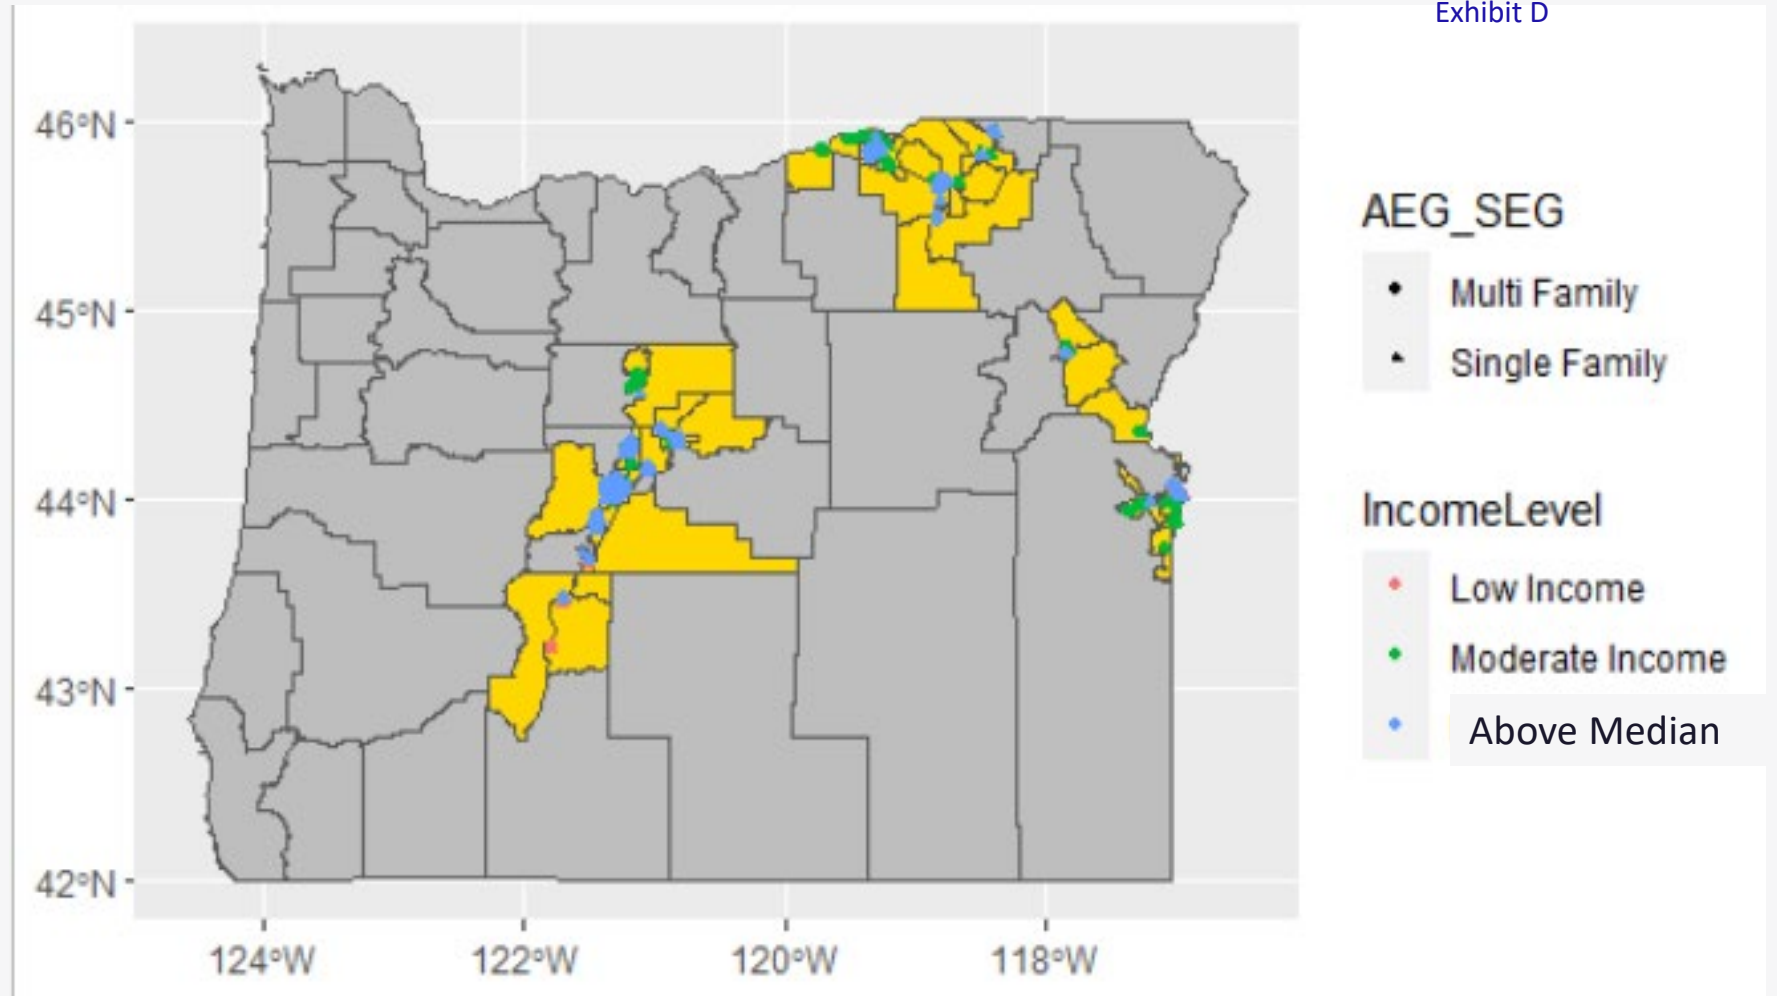 Exhibit D
46°N
45°N
44°N
43°N
42°N
124°W
122°W
120°W
118°W
AEG_SEG
Multi Family
Single Family
IncomeLevel
Low Income
Moderate Income
Above Median